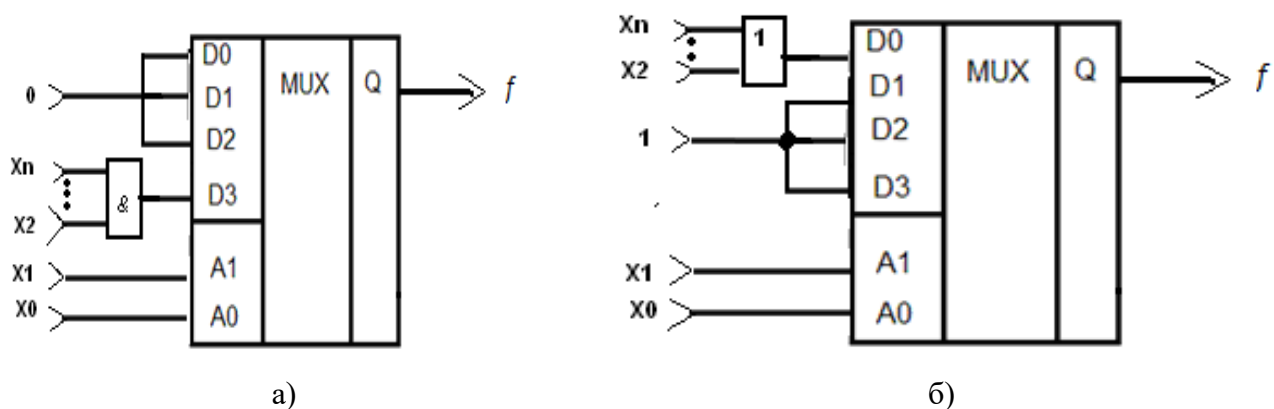 D0
D1
D2
D3
A1
A0
MUX
Q
f
0
Xn
X2
&
X1
X0
а)
Xn
X2
1
1
X1
X0
D0
D1
D2
D3
A1
A0
MUX
Q
f
б)